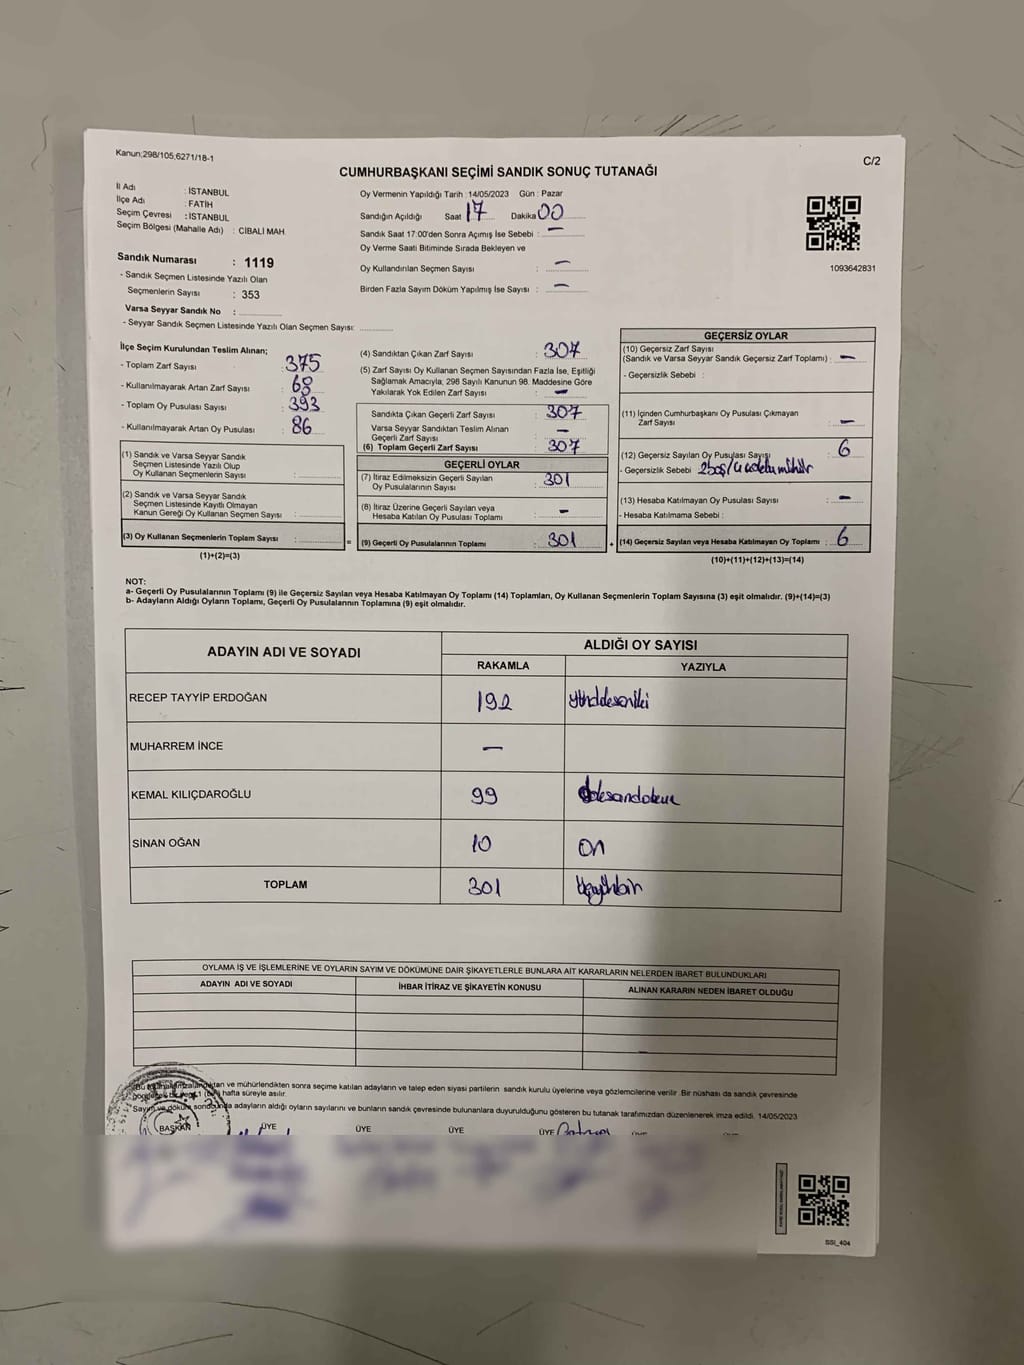 Kanun;298/105,6271/18-1
C/2
CUMHURBAŞKANI SEÇİMİ SANDIK SONUÇ TUTANAĞI
İl Adı : İSTANBUL
İlçe Adı : FATİH
Seçim Çevresi : İSTANBUL
Seçim Bölgesi (Mahalle Adı) : CİBALİ MAH.
Sandık Numarası : 1119
- Sandık Seçmen Listesinde Yazılı Olan
Seçmenlerin Sayısı : 353
Varsa Seyyar Sandık No :
- Seyyar Sandık Seçmen Listesinde Yazılı Olan Seçmen Sayısı:
Oy Vermenin Yapıldığı Tarih : 14/05/2023 Gün : Pazar
Sandığın Açıldığı Saat 17 Dakika 00
Sandık Saat 17:00'den Sonra Açımış İse Sebebi : –
Oy Verme Saati Bitiminde Sırada Bekleyen ve
Oy Kullandırılan Seçmen Sayısı : –
Birden Fazla Sayım Döküm Yapılmış İse Sayısı : –
1093642831
İlçe Seçim Kurulundan Teslim Alınan;
- Toplam Zarf Sayısı : 375
- Kullanılmayarak Artan Zarf Sayısı : 68
- Toplam Oy Pusulası Sayısı : 393
- Kullanılmayarak Artan Oy Pusulası : 86
(1) Sandık ve Varsa Seyyar Sandık
Seçmen Listesinde Yazılı Olup
Oy Kullanan Seçmenlerin Sayısı :
(2) Sandık ve Varsa Seyyar Sandık
Seçmen Listesinde Kayıtlı Olmayan
Kanun Gereği Oy Kullanan Seçmen Sayısı :
(3) Oy Kullanan Seçmenlerin Toplam Sayısı :
(1)+(2)=(3)
(4) Sandıktan Çıkan Zarf Sayısı : 307
(5) Zarf Sayısı Oy Kullanan Seçmen Sayısından Fazla İse, Eşitliği
Sağlamak Amacıyla, 298 Sayılı Kanunun 98. Maddesine Göre
Yakılarak Yok Edilen Zarf Sayısı : –
Sandıkta Çıkan Geçerli Zarf Sayısı : 307
Varsa Seyyar Sandıktan Teslim Alınan
Geçerli Zarf Sayısı : –
(6) Toplam Geçerli Zarf Sayısı : 307
GEÇERLİ OYLAR
(7) İtiraz Edilmeksizin Geçerli Sayılan
Oy Pusulalarının Sayısı : 301
(8) İtiraz Üzerine Geçerli Sayılan veya
Hesaba Katılan Oy Pusulası Toplamı : –
= (9) Geçerli Oy Pusulalarının Toplamı : 301
GEÇERSİZ OYLAR
(10) Geçersiz Zarf Sayısı
(Sandık ve Varsa Seyyar Sandık Geçersiz Zarf Toplamı) : –
- Geçersizlik Sebebi :
(11) İçinden Cumhurbaşkanı Oy Pusulası Çıkmayan
Zarf Sayısı : –
(12) Geçersiz Sayılan Oy Pusulası Sayısı : 6
- Geçersizlik Sebebi 2 boş/
(13) Hesaba Katılmayan Oy Pusulası Sayısı : –
- Hesaba Katılmama Sebebi :
+ (14) Geçersiz Sayılan veya Hesaba Katılmayan Oy Toplamı : 6
(10)+(11)+(12)+(13)=(14)
NOT:
a- Geçerli Oy Pusulalarının Toplamı (9) ile Geçersiz Sayılan veya Hesaba Katılmayan Oy Toplamı (14) Toplamları, Oy Kullanan Seçmenlerin Toplam Sayısına (3) eşit olmalıdır. (9)+(14)=(3)
b- Adayların Aldığı Oyların Toplamı, Geçerli Oy Pusulalarının Toplamına (9) eşit olmalıdır.
ADAYIN ADI VE SOYADI
ALDIĞI OY SAYISI
RAKAMLA YAZIYLA
RECEP TAYYİP ERDOĞAN 192 yüzdoksaniki
MUHARREM İNCE –
KEMAL KILIÇDAROĞLU 99 doksandokuz
SİNAN OĞAN 10 on
TOPLAM 301 üçyüzbir
OYLAMA İŞ VE İŞLEMLERİNE VE OYLARIN SAYIM VE DÖKÜMÜNE DAİR ŞİKAYETLERLE BUNLARA AİT KARARLARIN NELERDEN İBARET BULUNDUKLARI
ADAYIN ADI VE SOYADI İHBAR İTİRAZ VE ŞİKAYETİN KONUSU ALINAN KARARIN NEDEN İBARET OLDUĞU
ve mühürlendikten sonra seçime katılan adayların ve talep eden siyasi partilerin sandık kurulu üyelerine veya gözlemcilerine verilir. Bir nüshası da sandık çevresinde
hafta süreyle asılır.
Sayım ve döküm sonucunda adayların aldığı oyların sayılarını ve bunların sandık çevresinde bulunanlara duyurulduğunu gösteren bu tutanak tarafımızdan düzenlenerek imza edildi. 14/05/2023
BAŞKAN ÜYE ÜYE ÜYE ÜYE
SSI_404